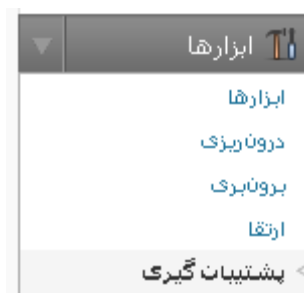 ابزارها
ابزارها
درون‌ریزی
برون‌بری
ارتقا
پشتیبان گیری